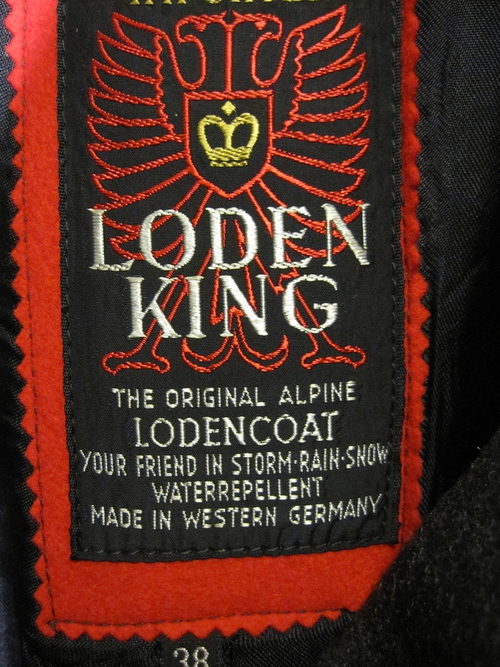 LODEN
KING
THE ORIGINAL ALPINE
LODENCOAT
YOUR FRIEND IN STORM·RAIN·SNOW
WATERREPELLENT
MADE IN WESTERN GERMANY
38